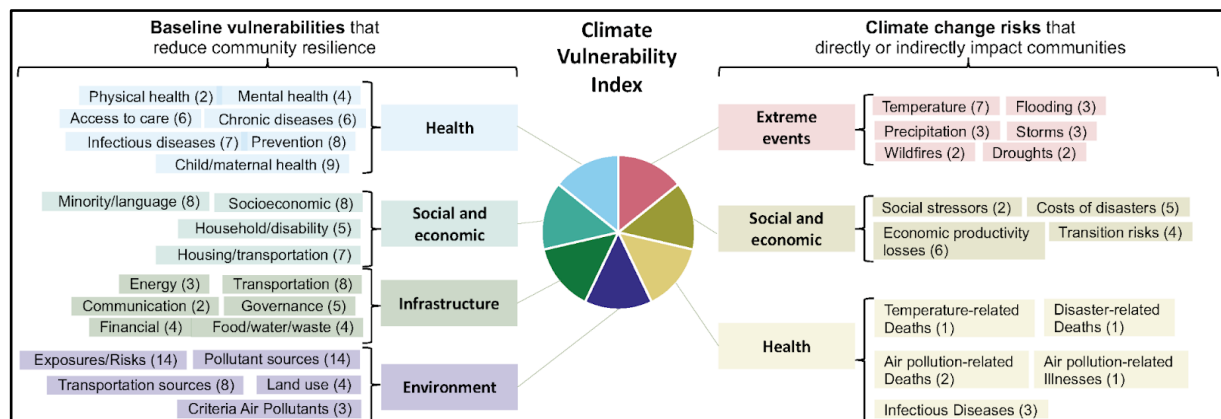 Baseline vulnerabilities that
reduce community resilience
Climate
Vulnerability
Index
Climate change risks that
directly or indirectly impact communities
Physical health (2)
Mental health (4)
Access to care (6)
Chronic diseases (6)
Infectious diseases (7)
Prevention (8)
Child/maternal health (9)
Health
Minority/language (8)
Socioeconomic (8)
Household/disability (5)
Housing/transportation (7)
Social and
economic
Energy (3)
Transportation (8)
Communication (2)
Governance (5)
Financial (4)
Food/water/waste (4)
Infrastructure
Exposures/Risks (14)
Pollutant sources (14)
Transportation sources (8)
Land use (4)
Criteria Air Pollutants (3)
Environment
Extreme
events
Temperature (7)
Flooding (3)
Precipitation (3)
Storms (3)
Wildfires (2)
Droughts (2)
Social and
economic
Social stressors (2)
Costs of disasters (5)
Economic productivity
losses (6)
Transition risks (4)
Health
Temperature-related
Deaths (1)
Disaster-related
Deaths (1)
Air pollution-related
Deaths (2)
Air pollution-related
Illnesses (1)
Infectious Diseases (3)